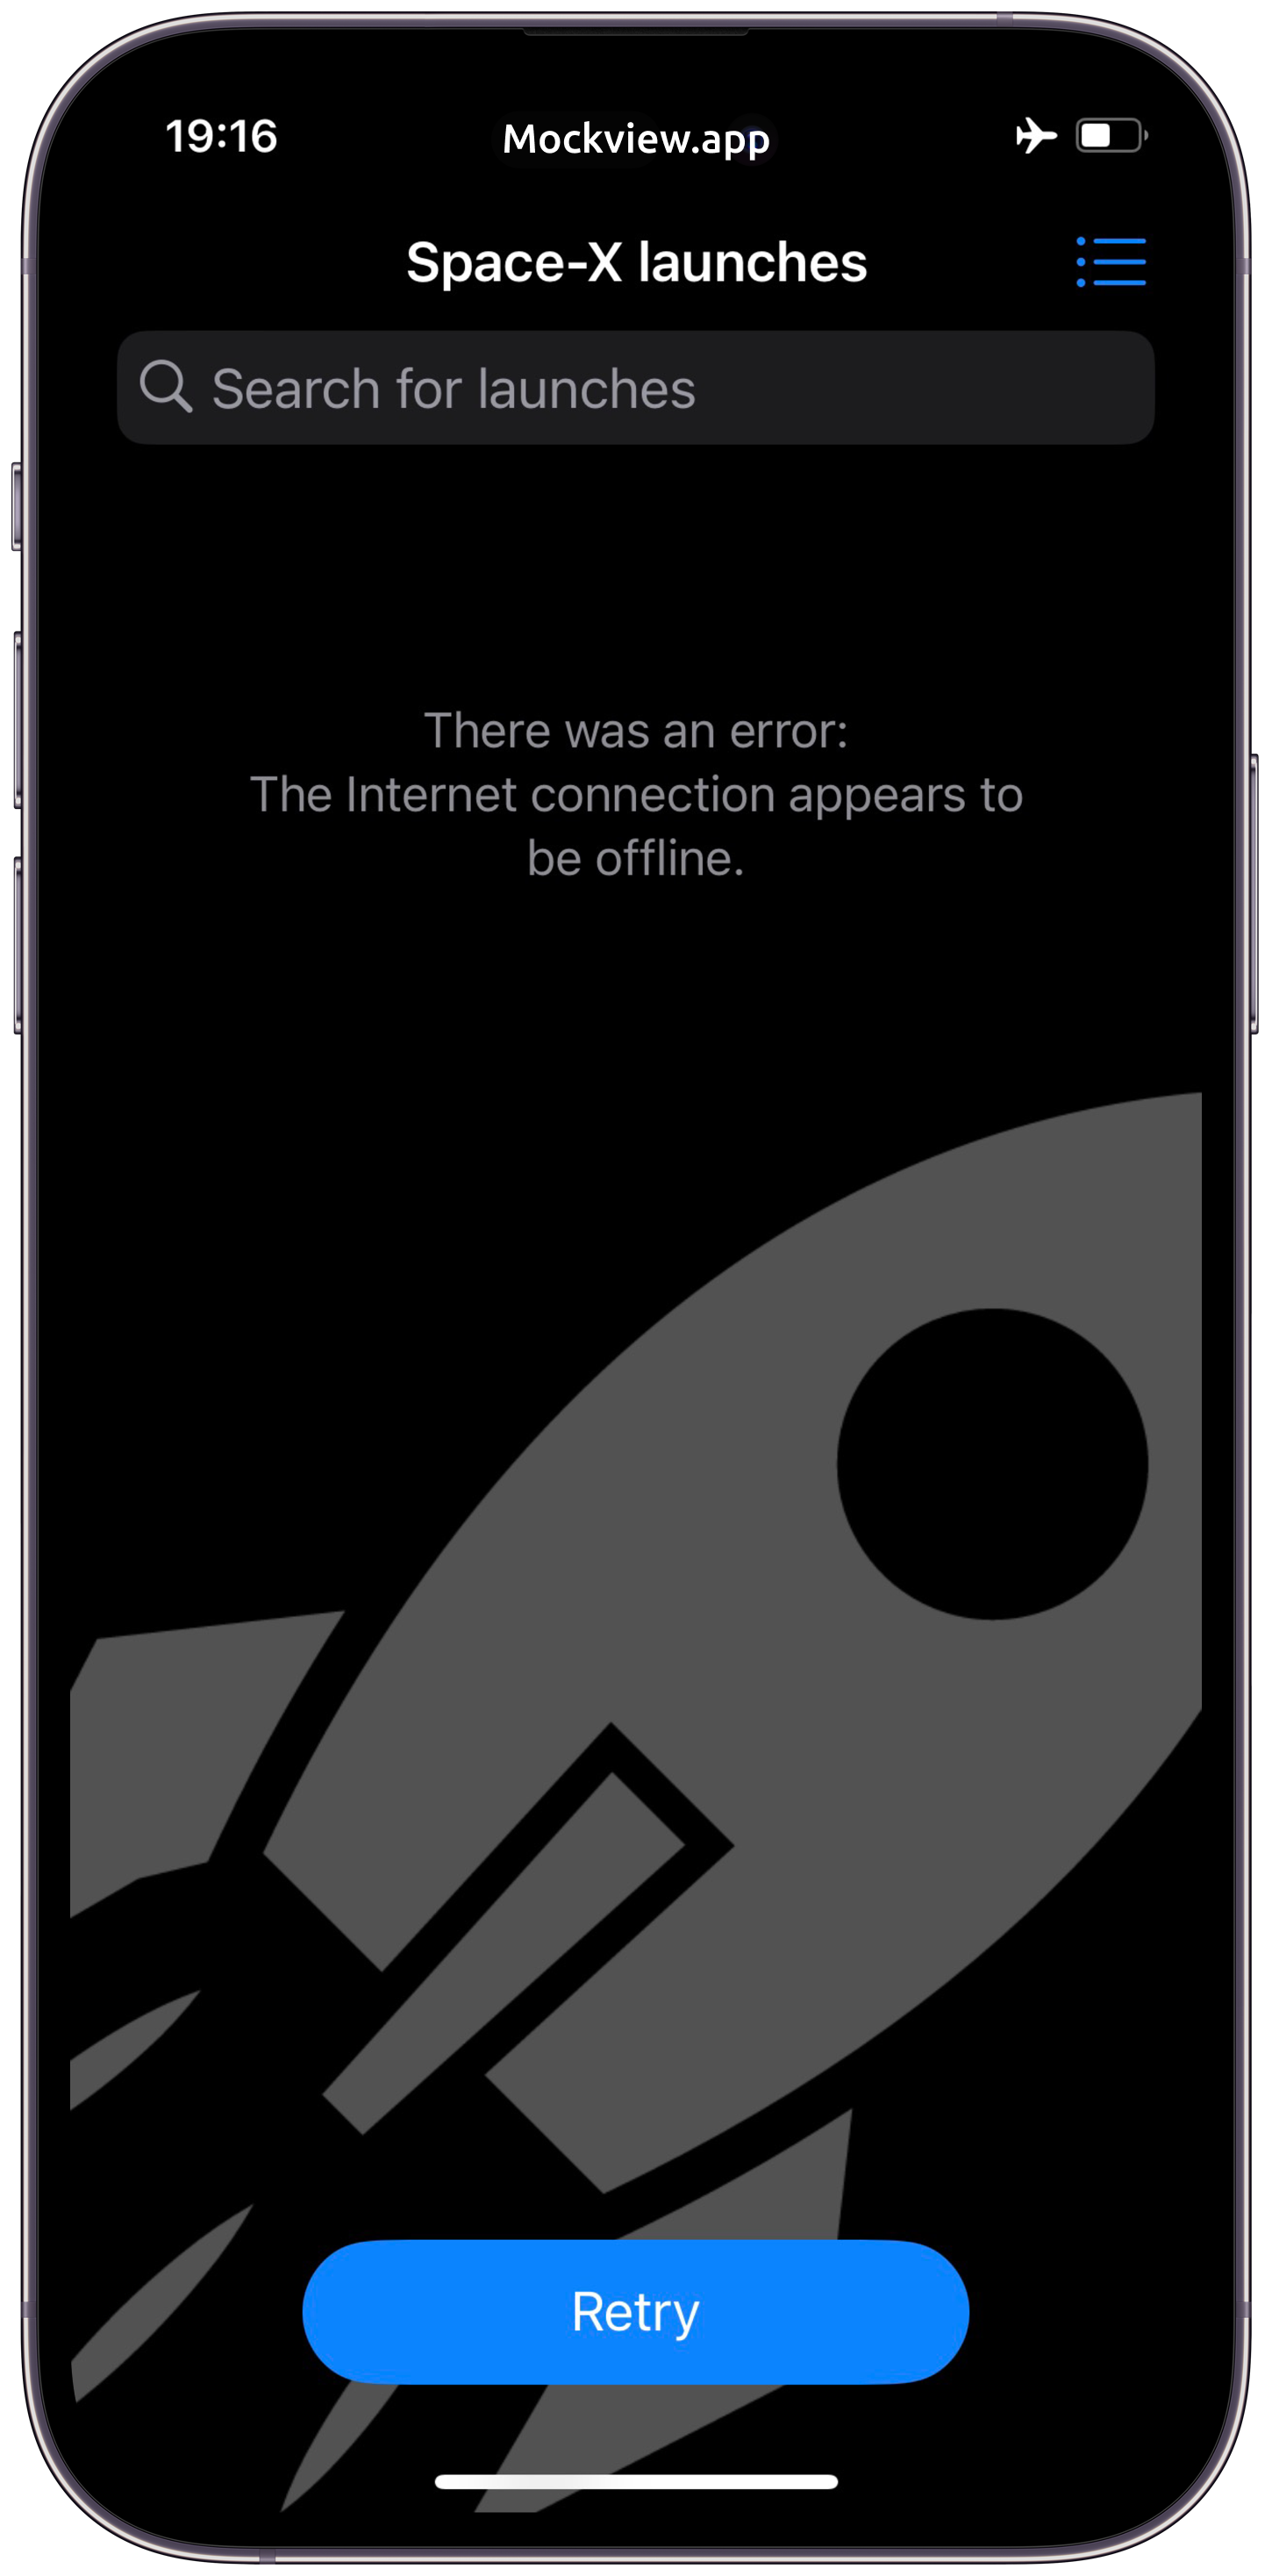 19:16
Mockview.app
Space-X launches
Search for launches
There was an error:
The Internet connection appears to
be offline.
Retry